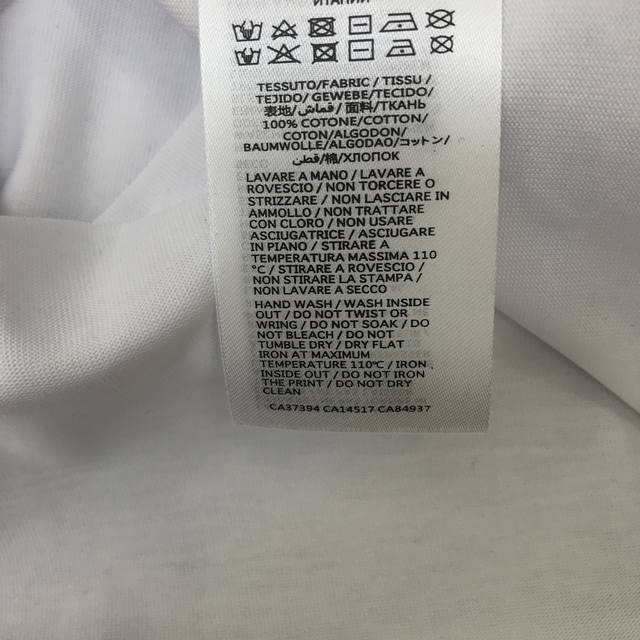 ИТАЛИИ
TESSUTO/FABRIC / TISSU /
TEJIDO/ GEWEBE/TECIDO/
表地/قماش/ 面料/ТКАНЬ
100% COTONE/COTTON/
COTON/ALGODON/
BAUMWOLLE/ALGODAO/コットン/
قطن/棉/ХЛОПОК
LAVARE A MANO / LAVARE A
ROVESCIO / NON TORCERE O
STRIZZARE / NON LASCIARE IN
AMMOLLO / NON TRATTARE
CON CLORO / NON USARE
ASCIUGATRICE / ASCIUGARE
IN PIANO / STIRARE A
TEMPERATURA MASSIMA 110
°C / STIRARE A ROVESCIO /
NON STIRARE LA STAMPA /
NON LAVARE A SECCO
HAND WASH / WASH INSIDE
OUT / DO NOT TWIST OR
WRING / DO NOT SOAK / DO
NOT BLEACH / DO NOT
TUMBLE DRY / DRY FLAT
IRON AT MAXIMUM
TEMPERATURE 110°C / IRON
INSIDE OUT / DO NOT IRON
THE PRINT / DO NOT DRY
CLEAN
CA37394 CA14517 CA84937